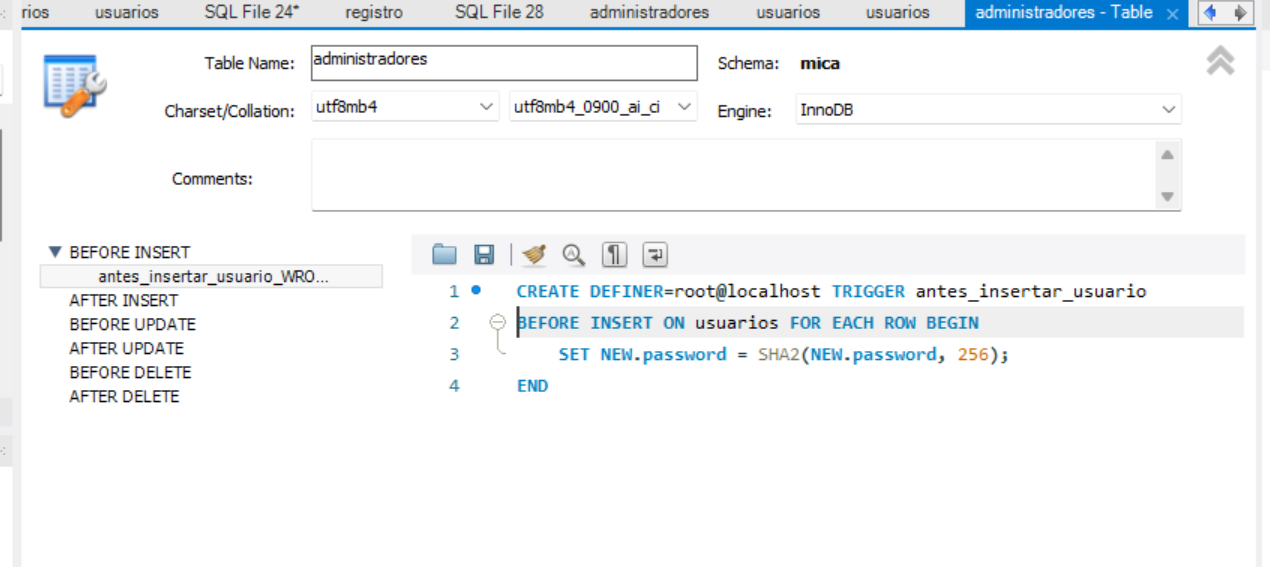 rios usuarios SQL File 24* registro SQL File 28 administradores usuarios usuarios administradores - Table ×
Table Name: administradores Schema: mica
Charset/Collation: utf8mb4 utf8mb4_0900_ai_ci Engine: InnoDB
Comments:
BEFORE INSERT
antes_insertar_usuario_WRO...
AFTER INSERT
BEFORE UPDATE
AFTER UPDATE
BEFORE DELETE
AFTER DELETE
1 CREATE DEFINER=root@localhost TRIGGER antes_insertar_usuario
2 BEFORE INSERT ON usuarios FOR EACH ROW BEGIN
3 SET NEW.password = SHA2(NEW.password, 256);
4 END